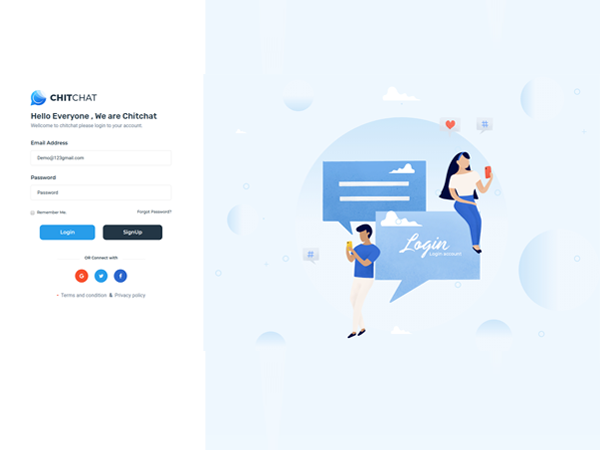 CHITCHAT
Hello Everyone , We are Chitchat
Welcome to chitchat please login to your account.
Email Address
Demo@123gmail.com
Password
Password
Remember Me
Forgot Password?
Login
SignUp
OR Connect with
G
f
• Terms and condition & Privacy policy
#
#
Login
Login account